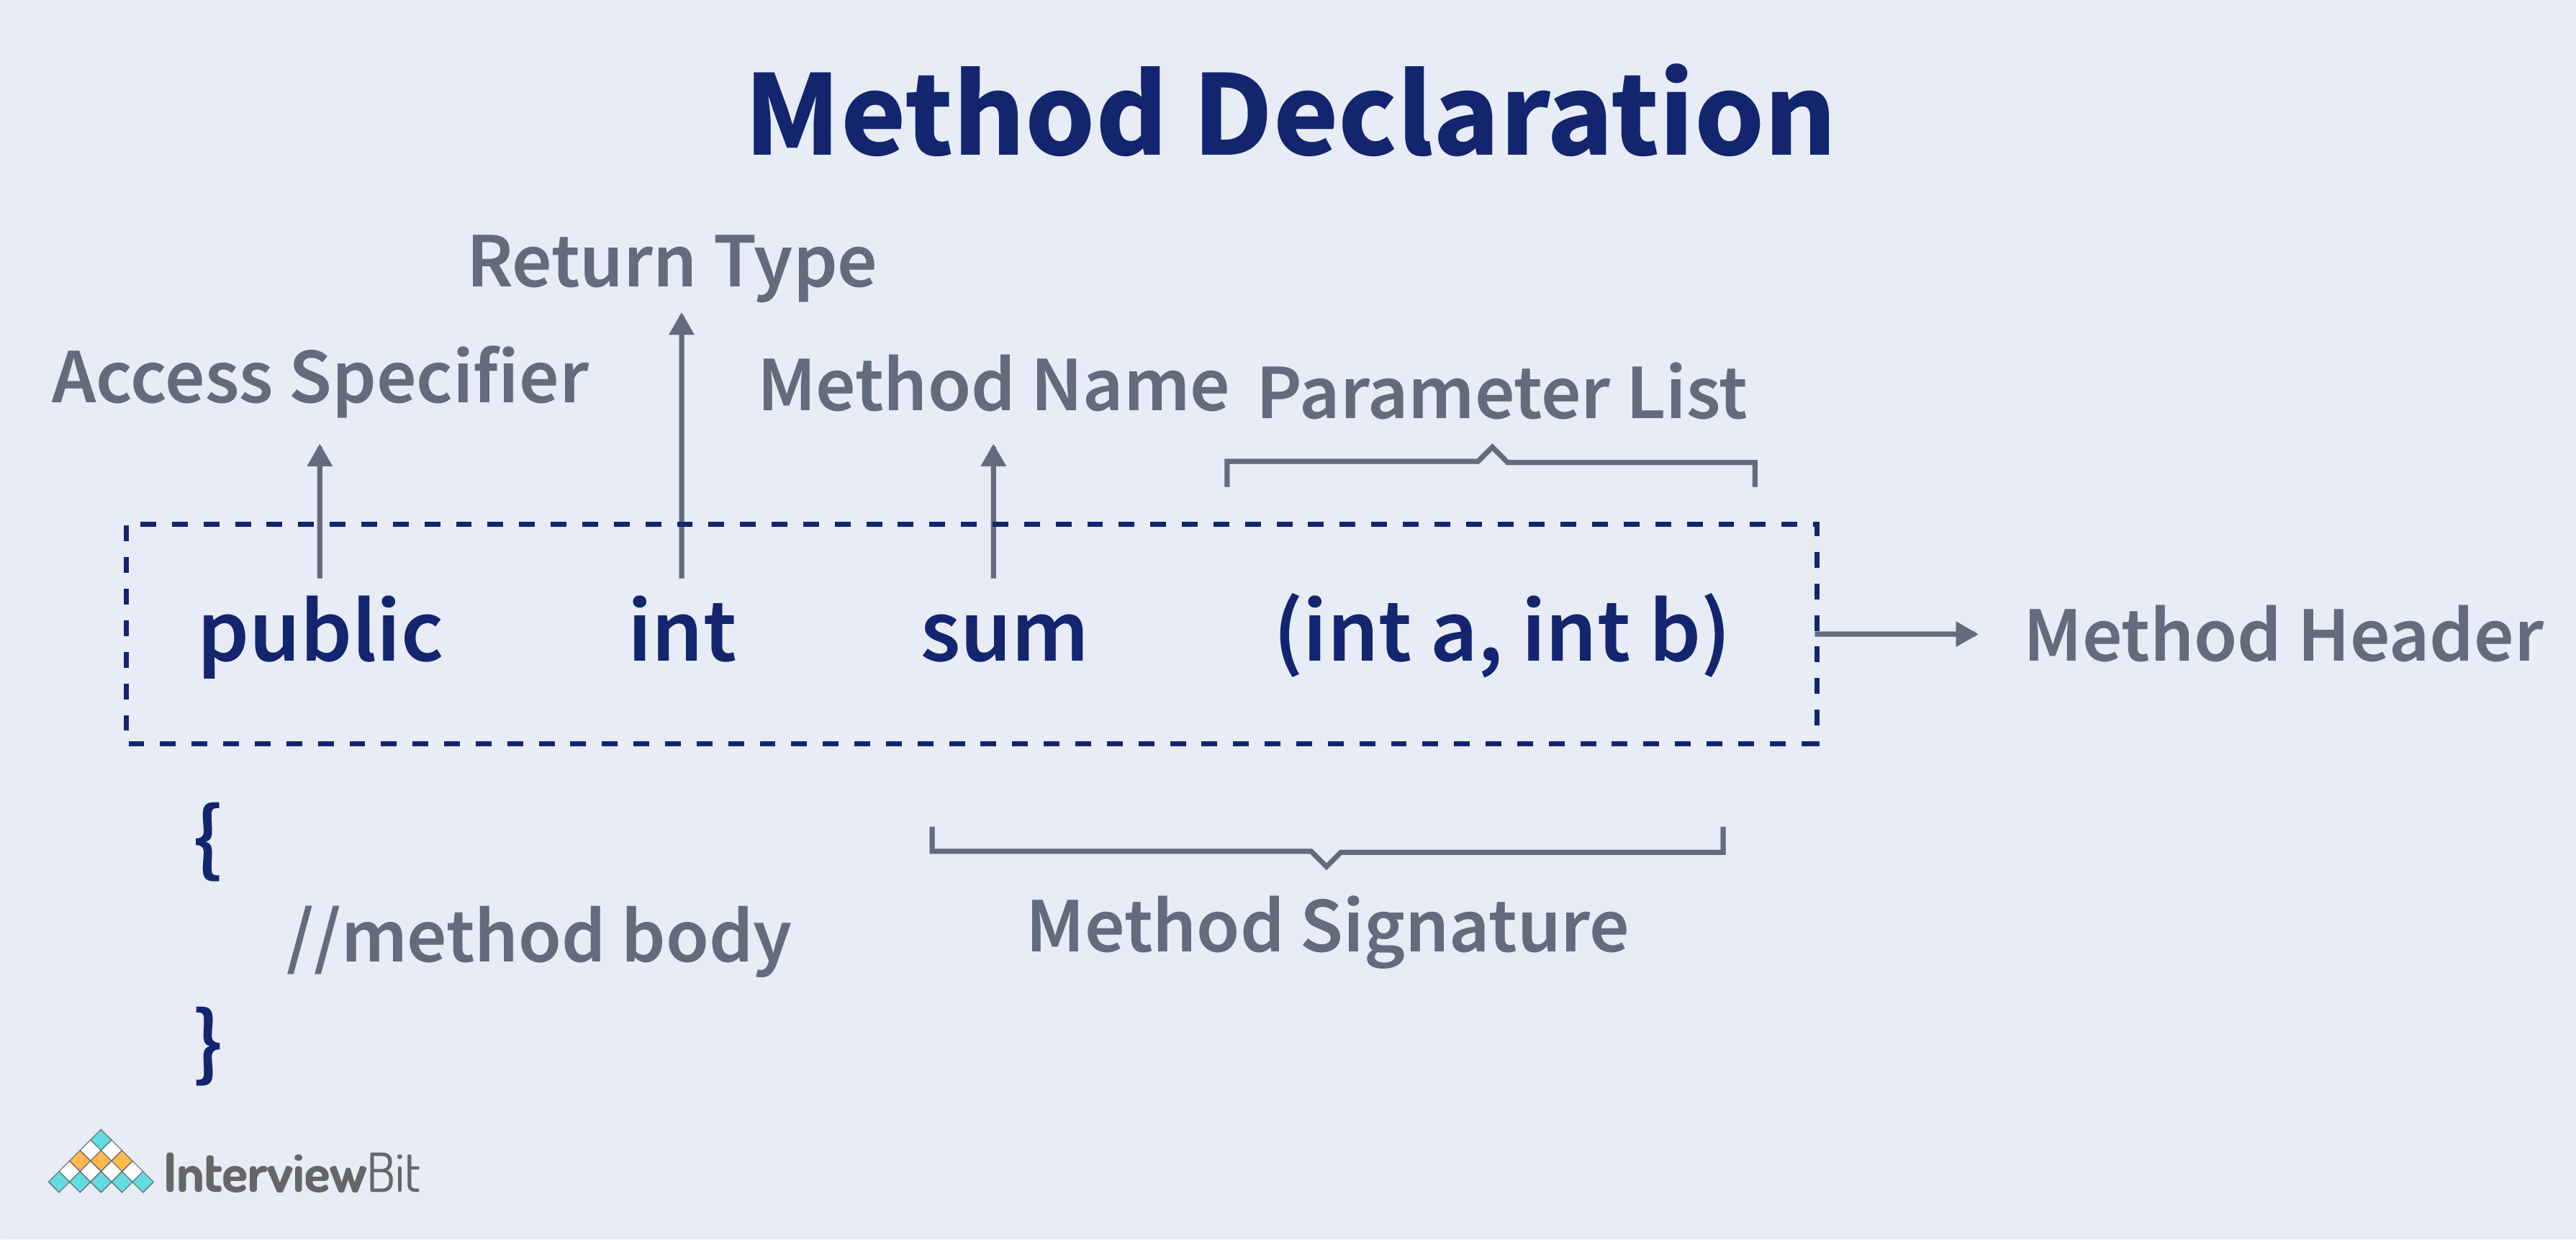 Method Declaration
Return Type
Access Specifier
Method Name
Parameter List
public int sum (int a, int b)
Method Header
{
//method body
Method Signature
}
InterviewBit